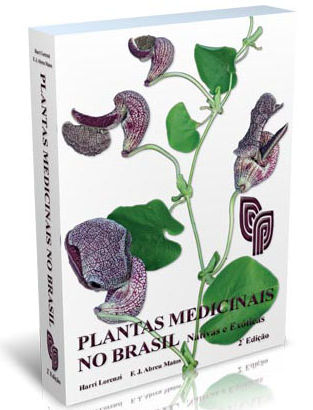 Harri Lorenzi
F. J. Abreu Matos
PLANTAS MEDICINAIS NO BRASIL
2ª Edição
PLANTAS MEDICINAIS
NO BRASIL Nativas e Exóticas
2ª Edição
Harri Lorenzi F. J. Abreu Matos